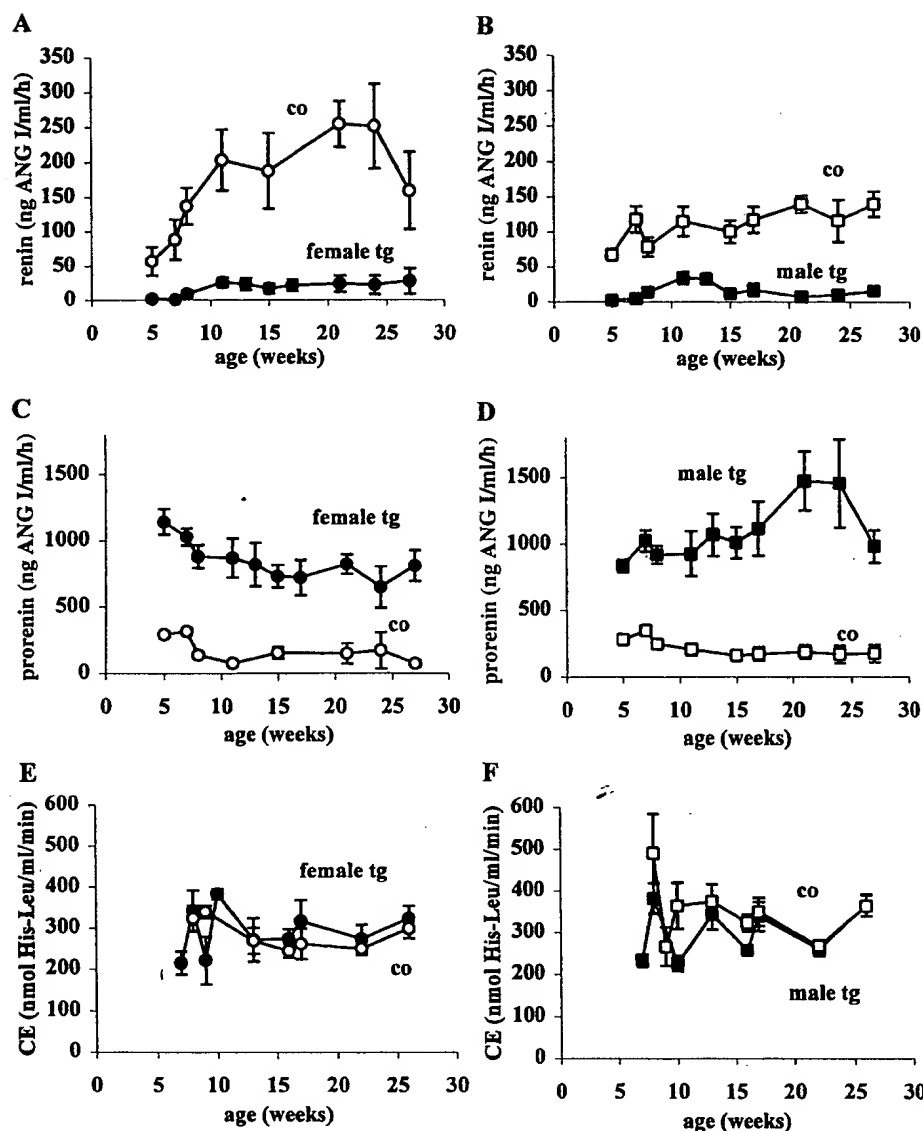 A
renin (ng ANG I/ml/h)
350
300
250
200
150
100
50
0
co
female tg
0 5 10 15 20 25 30
age (weeks)
B
renin (ng ANG I/ml/h)
350
300
250
200
150
100
50
0
co
male tg
0 5 10 15 20 25 30
age (weeks)
C
prorenin (ng ANG I/ml/h)
1500
1000
500
0
female tg
co
0 5 10 15 20 25 30
age (weeks)
D
prorenin (ng ANG I/ml/h)
1500
1000
500
0
male tg
co
0 5 10 15 20 25 30
age (weeks)
E
CE (nmol His-Leu/ml/min)
600
500
400
300
200
100
0
female tg
co
0 5 10 15 20 25 30
age (weeks)
F
CE (nmol His-Leu/ml/min)
600
500
400
300
200
100
0
co
male tg
0 5 10 15 20 25 30
age (weeks)